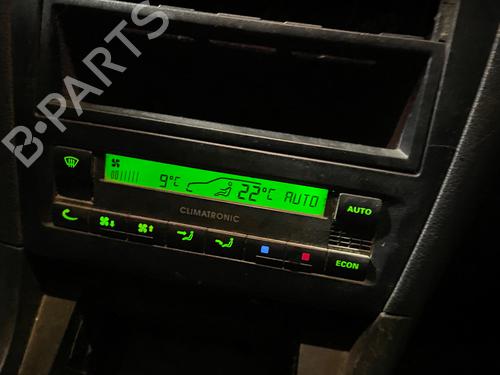 B-PARTS
9°C 22°C AUTO
CLIMATRONIC
AUTO
ECON